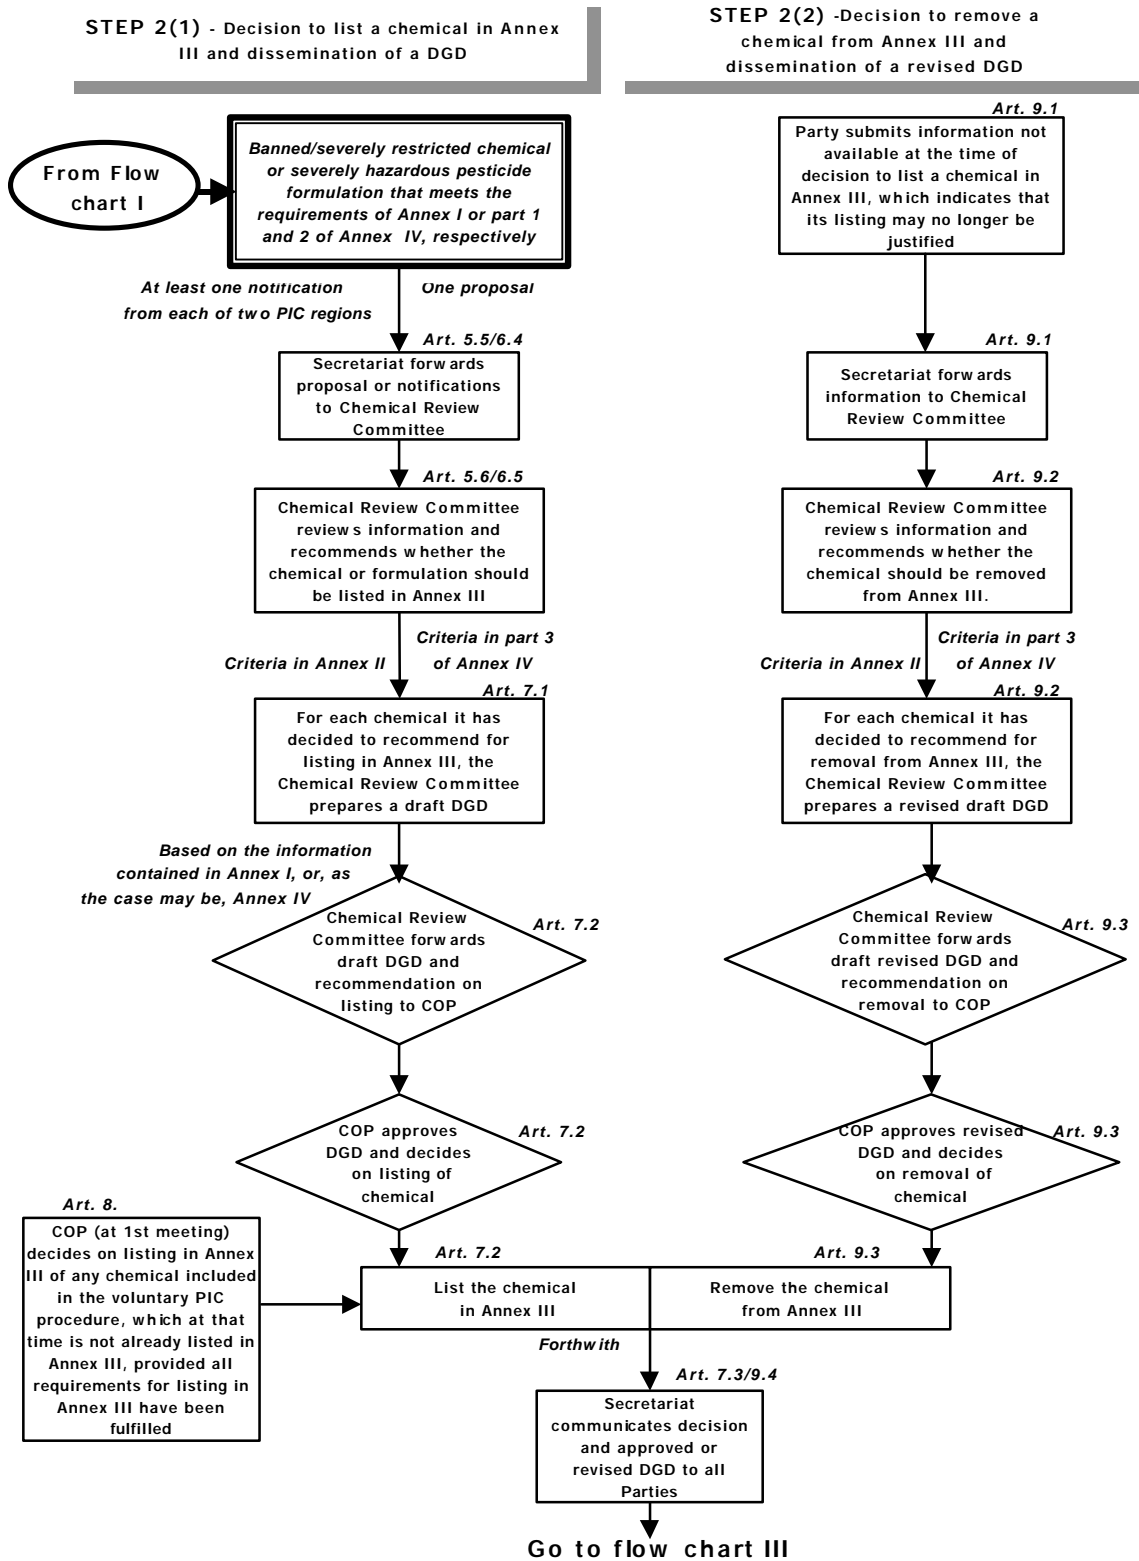 STEP 2(1) - Decision to list a chemical in Annex
III and dissemination of a DGD
STEP 2(2) -Decision to remove a
chemical from Annex III and
dissemination of a revised DGD
From Flow
chart I
Banned/severely restricted chemical
or severely hazardous pesticide
formulation that meets the
requirements of Annex I or part 1
and 2 of Annex IV, respectively
Art. 9.1
Party submits information not
available at the time of
decision to list a chemical in
Annex III, which indicates that
its listing may no longer be
justified
At least one notification
from each of two PIC regions
One proposal
Art. 5.5/6.4
Secretariat forwards
proposal or notifications
to Chemical Review
Committee
Art. 9.1
Secretariat forwards
information to Chemical
Review Committee
Art. 5.6/6.5
Chemical Review Committee
reviews information and
recommends whether the
chemical or formulation should
be listed in Annex III
Art. 9.2
Chemical Review Committee
reviews information and
recommends whether the
chemical should be removed
from Annex III.
Criteria in Annex II
Criteria in part 3
of Annex IV
Criteria in Annex II
Criteria in part 3
of Annex IV
Art. 7.1
For each chemical it has
decided to recommend for
listing in Annex III, the
Chemical Review Committee
prepares a draft DGD
Art. 9.2
For each chemical it has
decided to recommend for
removal from Annex III, the
Chemical Review Committee
prepares a revised draft DGD
Based on the information
contained in Annex I, or, as
the case may be, Annex IV
Chemical Review
Committee forwards
draft DGD and
recommendation on
listing to COP
Art. 7.2
Chemical Review
Committee forwards
draft revised DGD and
recommendation on
removal to COP
Art. 9.3
COP approves
DGD and decides
on listing of
chemical
Art. 7.2
COP approves revised
DGD and decides
on removal of
chemical
Art. 9.3
Art. 8.
COP (at 1st meeting)
decides on listing in Annex
III of any chemical included
in the voluntary PIC
procedure, which at that
time is not already listed in
Annex III, provided all
requirements for listing in
Annex III have been
fulfilled
Art. 7.2
List the chemical
in Annex III
Art. 9.3
Remove the chemical
from Annex III
Forthwith
Art. 7.3/9.4
Secretariat
communicates decision
and approved or
revised DGD to all
Parties
Go to flow chart III